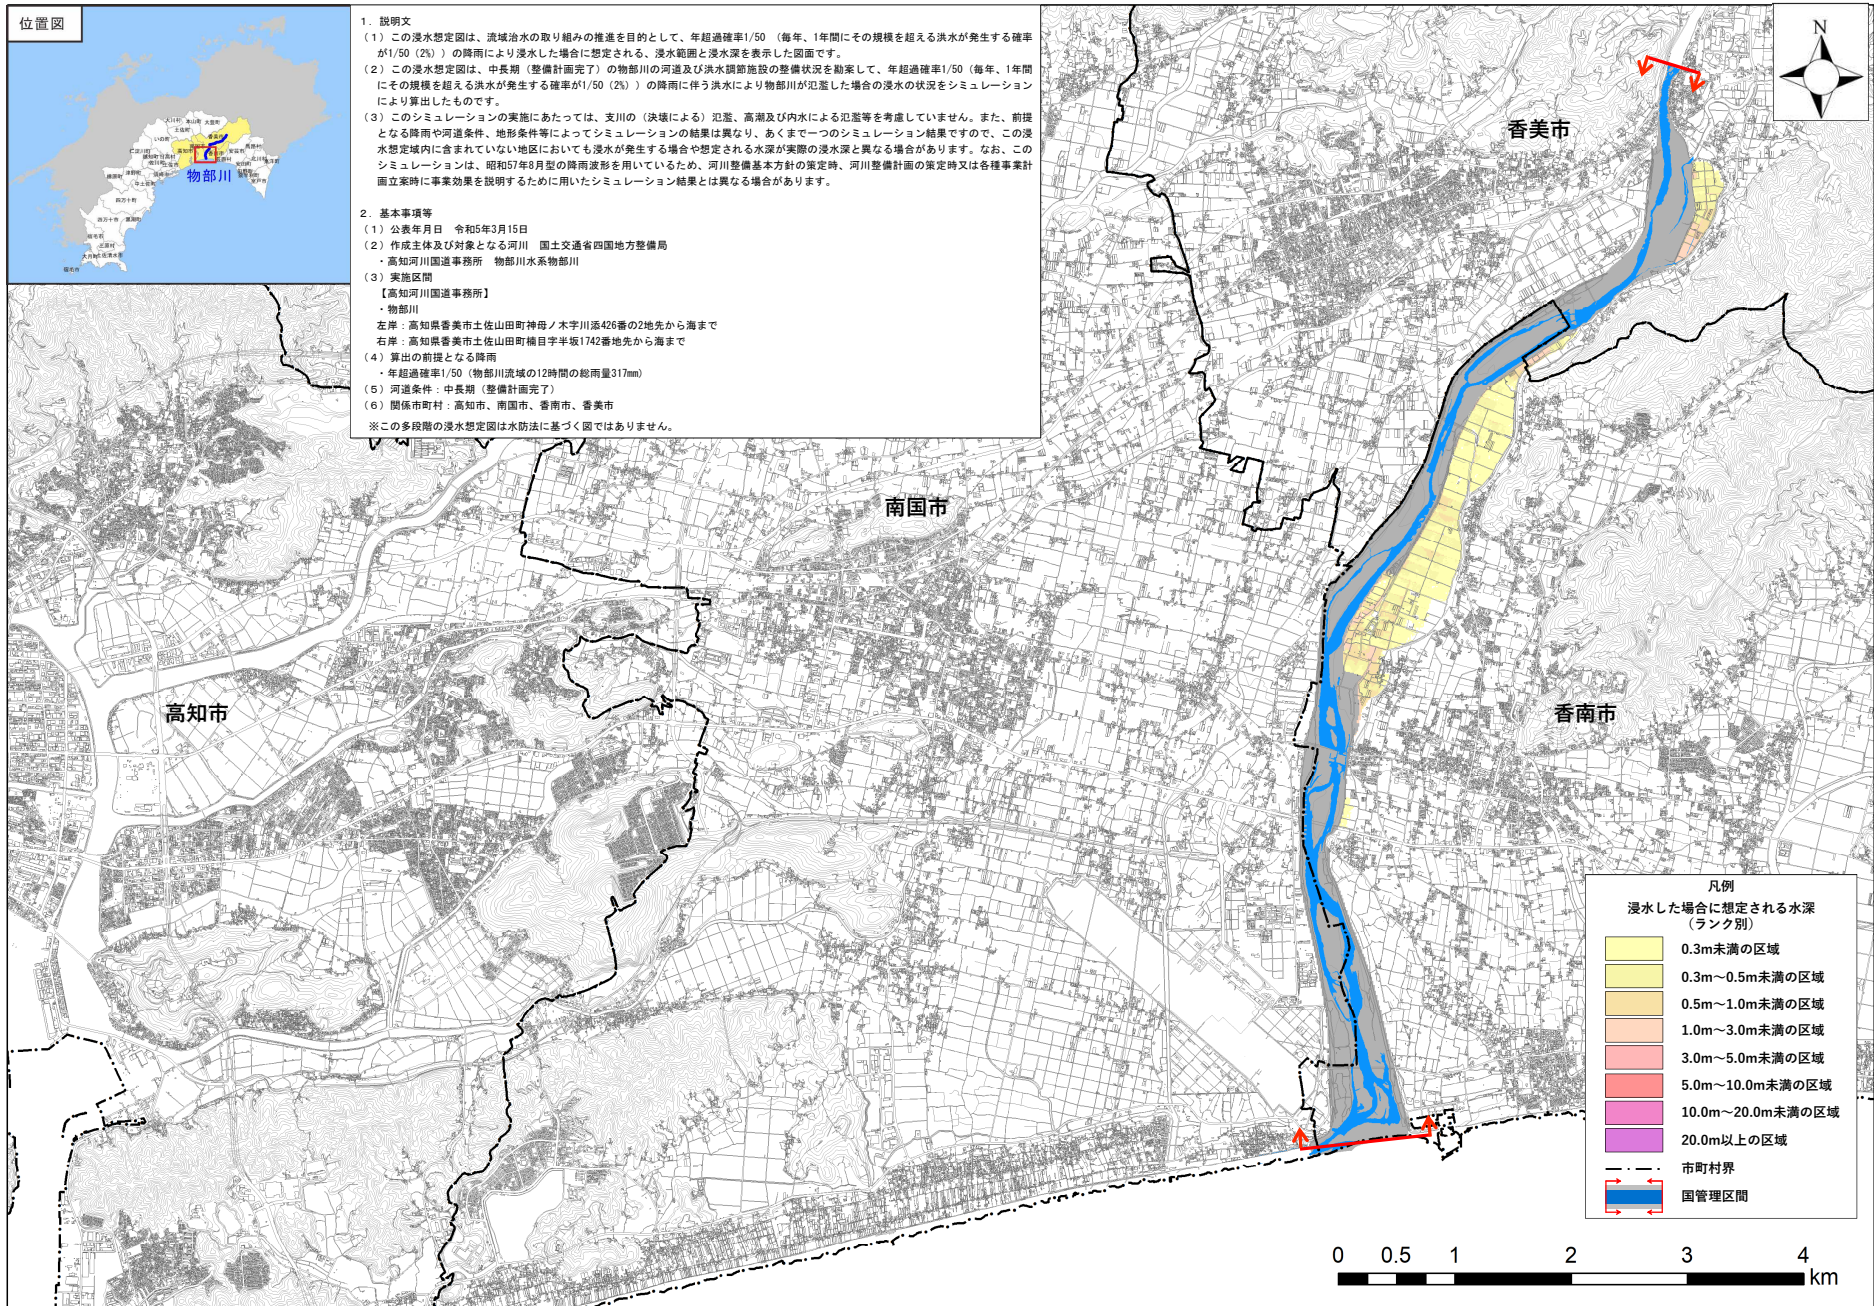 位置図
物部川
1．説明文
（1）この浸水想定図は、流域治水の取り組みの推進を目的として、年超過確率1/50 （毎年、1年間にその規模を超える洪水が発生する確率
が1/50（2%））の降雨により浸水した場合に想定される、浸水範囲と浸水深を表示した図面です。
（2）この浸水想定図は、中長期（整備計画完了）の物部川の河道及び洪水調節施設の整備状況を勘案して、年超過確率1/50（毎年、1年間
にその規模を超える洪水が発生する確率が1/50（2%））の降雨に伴う洪水により物部川が氾濫した場合の浸水の状況をシミュレーション
により算出したものです。
（3）このシミュレーションの実施にあたっては、支川の（決壊による）氾濫、高潮及び内水による氾濫等を考慮していません。また、前提
となる降雨や河道条件、地形条件等によってシミュレーションの結果は異なり、あくまで一つのシミュレーション結果ですので、この浸
水想定域内に含まれていない地区においても浸水が発生する場合や想定される水深が実際の浸水深と異なる場合があります。なお、この
シミュレーションは、昭和57年8月型の降雨波形を用いているため、河川整備基本方針の策定時、河川整備計画の策定時又は各種事業計
画立案時に事業効果を説明するために用いたシミュレーション結果とは異なる場合があります。
2．基本事項等
（1）公表年月日　令和5年3月15日
（2）作成主体及び対象となる河川　国土交通省四国地方整備局
・高知河川国道事務所　物部川水系物部川
（3）実施区間
【高知河川国道事務所】
・物部川
左岸：高知県香美市土佐山田町神母ノ木字川添426番の2地先から海まで
右岸：高知県香美市土佐山田町楠目字半坂1742番地先から海まで
（4）算出の前提となる降雨
・年超過確率1/50（物部川流域の12時間の総雨量317mm）
（5）河道条件：中長期（整備計画完了）
（6）関係市町村：高知市、南国市、香南市、香美市
※この多段階の浸水想定図は水防法に基づく図ではありません。
N
香美市
南国市
高知市
香南市
凡例
浸水した場合に想定される水深
（ランク別）
0.3m未満の区域
0.3m～0.5m未満の区域
0.5m～1.0m未満の区域
1.0m～3.0m未満の区域
3.0m～5.0m未満の区域
5.0m～10.0m未満の区域
10.0m～20.0m未満の区域
20.0m以上の区域
市町村界
国管理区間
0 0.5 1 2 3 4
km